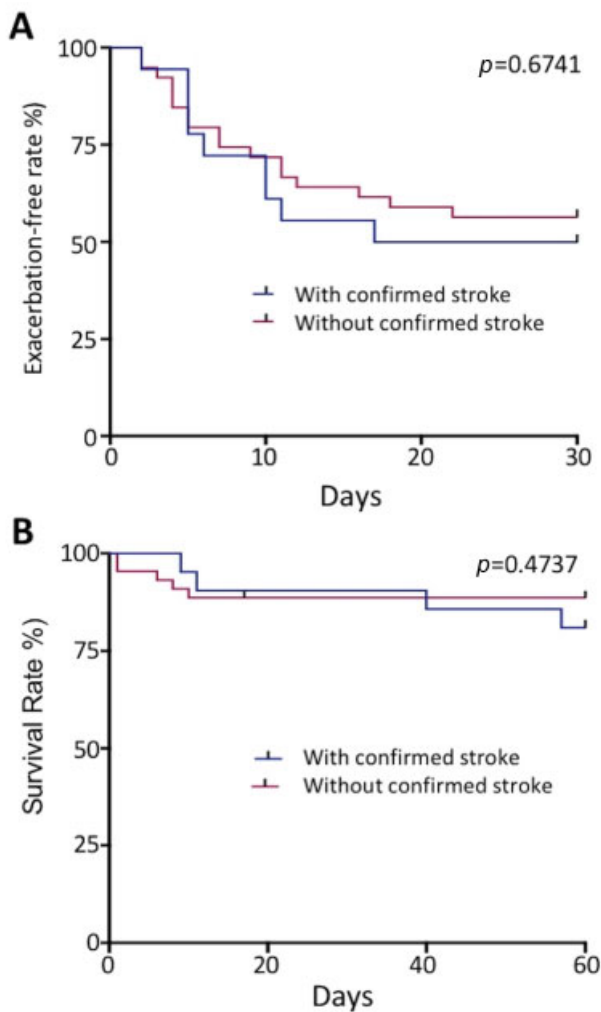 A
p=0.6741
Exacerbation-free rate %)
100
75
50
25
0
With confirmed stroke
Without confirmed stroke
0 10 20 30
Days
B
p=0.4737
Survival Rate %)
100
75
50
25
0
With confirmed stroke
Without confirmed stroke
0 20 40 60
Days